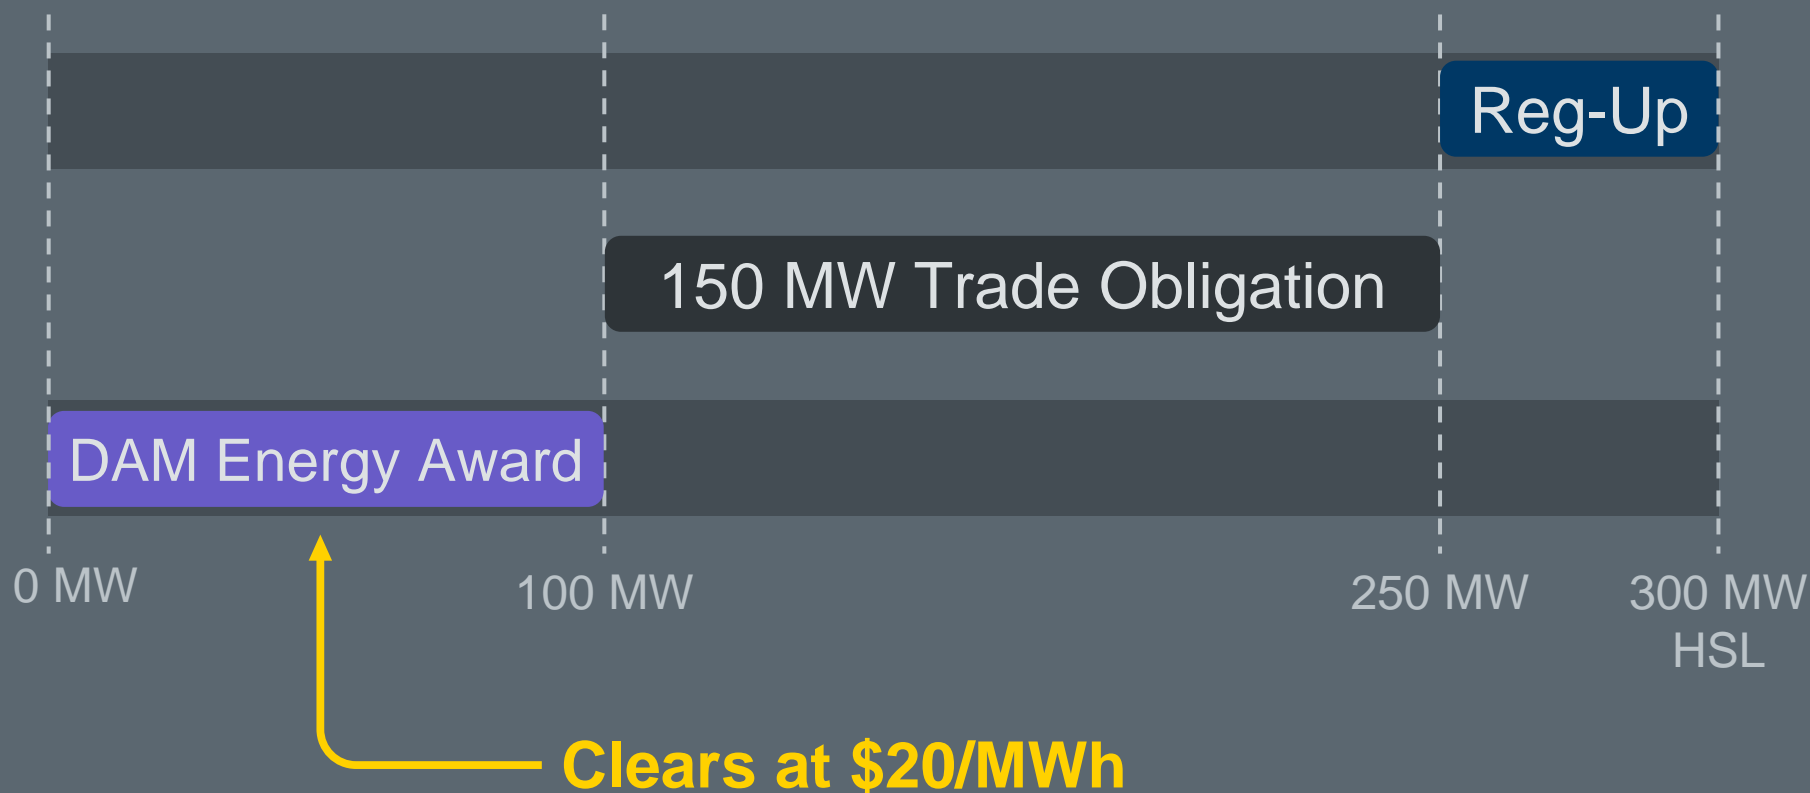 Reg-Up
150 MW Trade Obligation
DAM Energy Award
0 MW
100 MW
250 MW
300 MW
HSL
Clears at $20/MWh